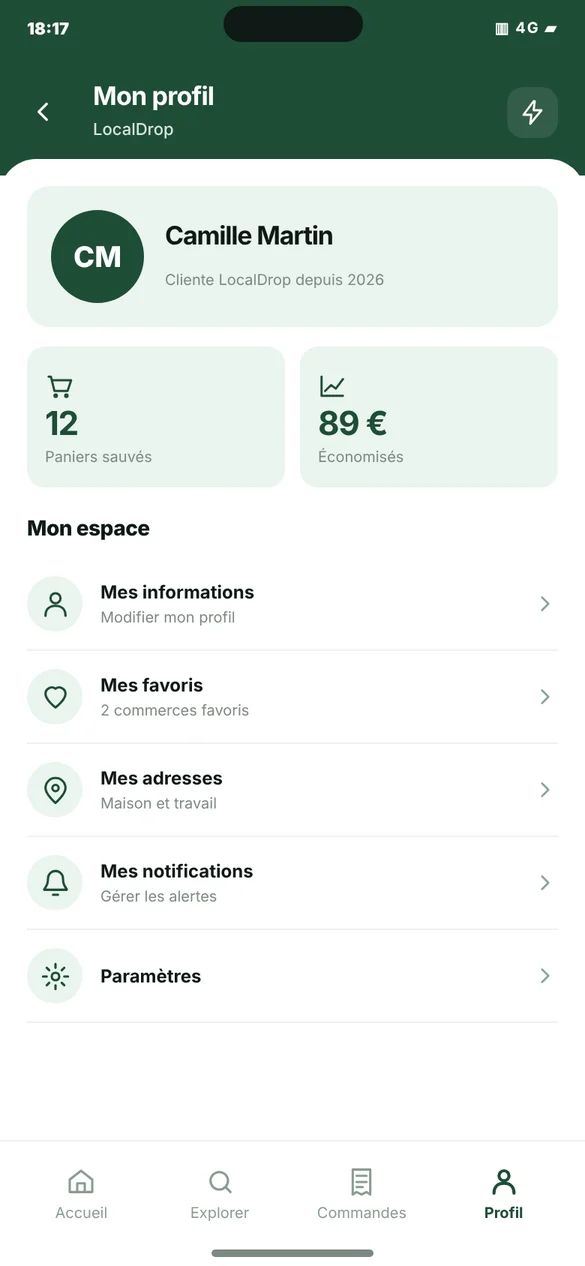 18:17
4G
Mon profil
LocalDrop
CM
Camille Martin
Cliente LocalDrop depuis 2026
12
Paniers sauvés
89 €
Économisés
Mon espace
Mes informations
Modifier mon profil
Mes favoris
2 commerces favoris
Mes adresses
Maison et travail
Mes notifications
Gérer les alertes
Paramètres
Accueil
Explorer
Commandes
Profil